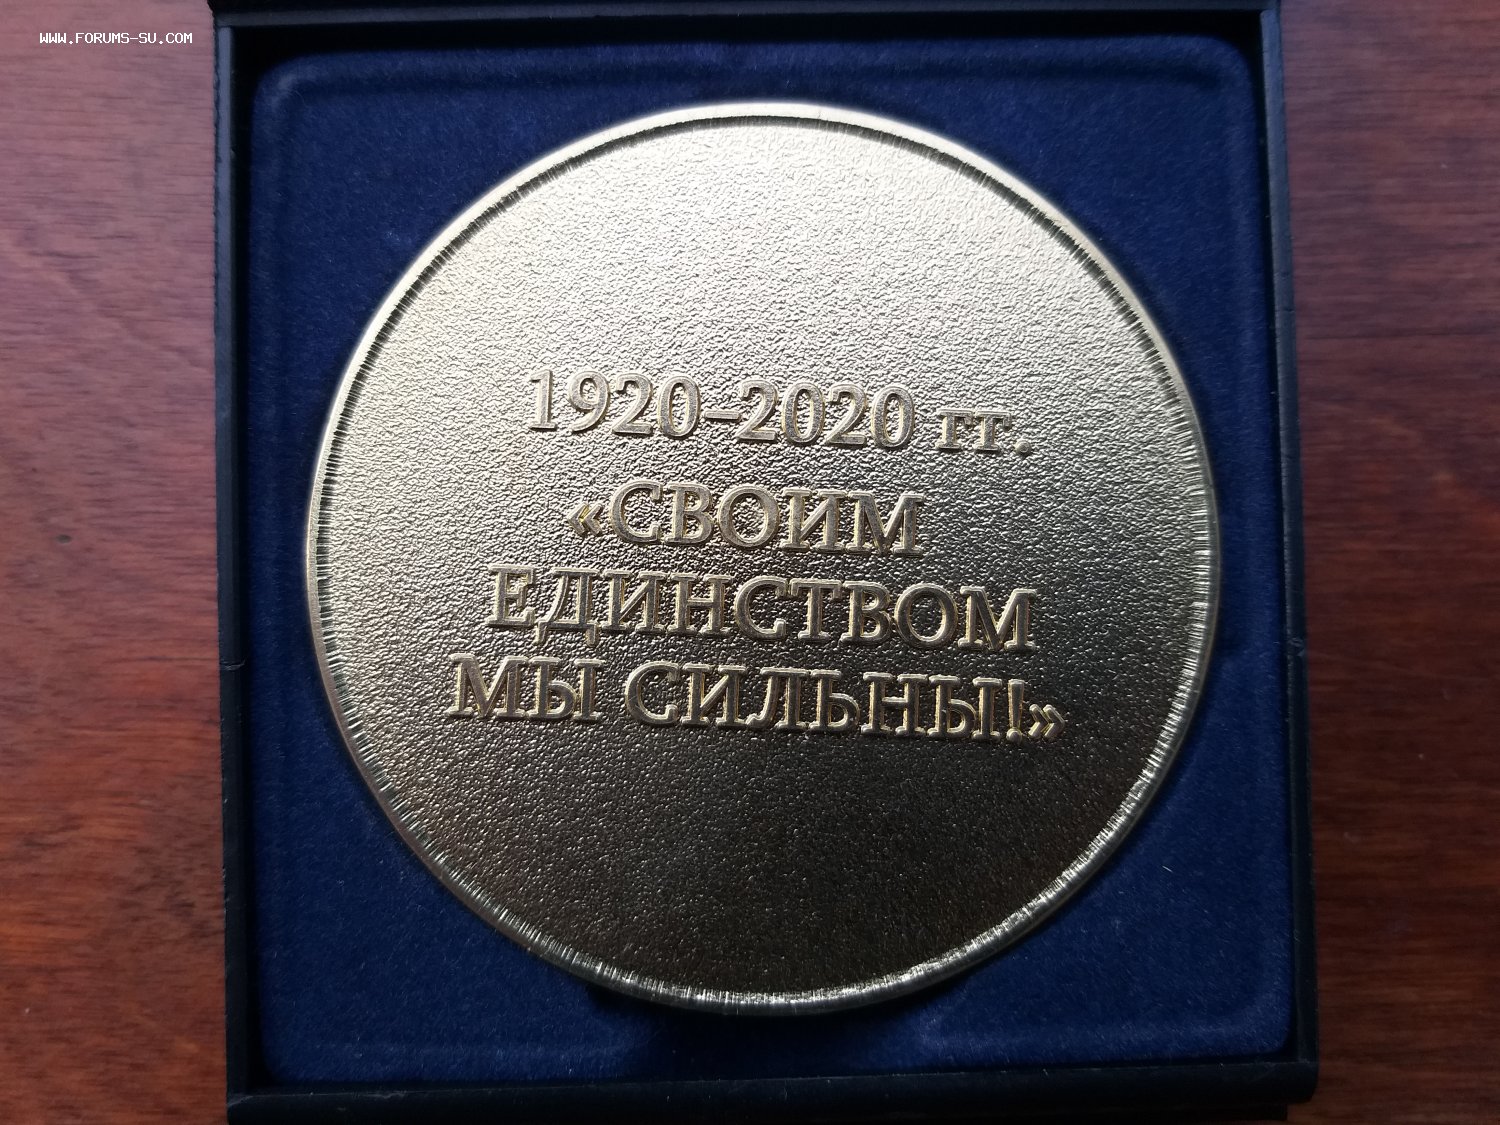 WWW.FORUMS-SU.COM
1920–2020 гг.
«СВОИМ
ЕДИНСТВОМ
МЫ СИЛЬНЫ!»